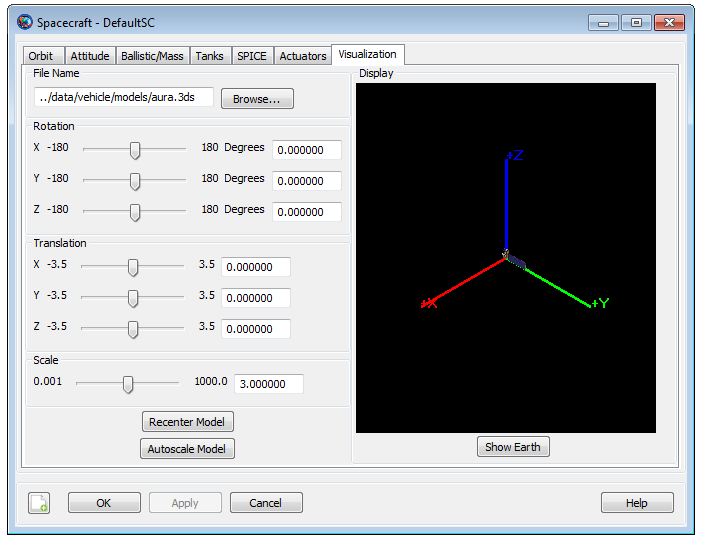 Spacecraft - DefaultSC
Orbit Attitude Ballistic/Mass Tanks SPICE Actuators Visualization
File Name
../data/vehicle/models/aura.3ds Browse...
Rotation
X -180 180 Degrees 0.000000
Y -180 180 Degrees 0.000000
Z -180 180 Degrees 0.000000
Translation
X -3.5 3.5 0.000000
Y -3.5 3.5 0.000000
Z -3.5 3.5 0.000000
Scale
0.001 1000.0 3.000000
Recenter Model
Autoscale Model
Display
+Z
+X
+Y
Show Earth
OK Apply Cancel Help